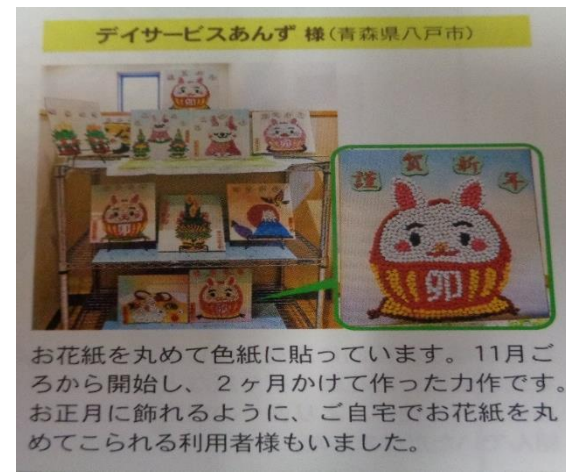 デイサービスあんず 様(青森県八戸市)
謹賀新年
卯
お花紙を丸めて色紙に貼っています。11月ご
ろから開始し、2ヶ月かけて作った力作です。
お正月に飾れるように、ご自宅でお花紙を丸
めてこられる利用者様もいました。